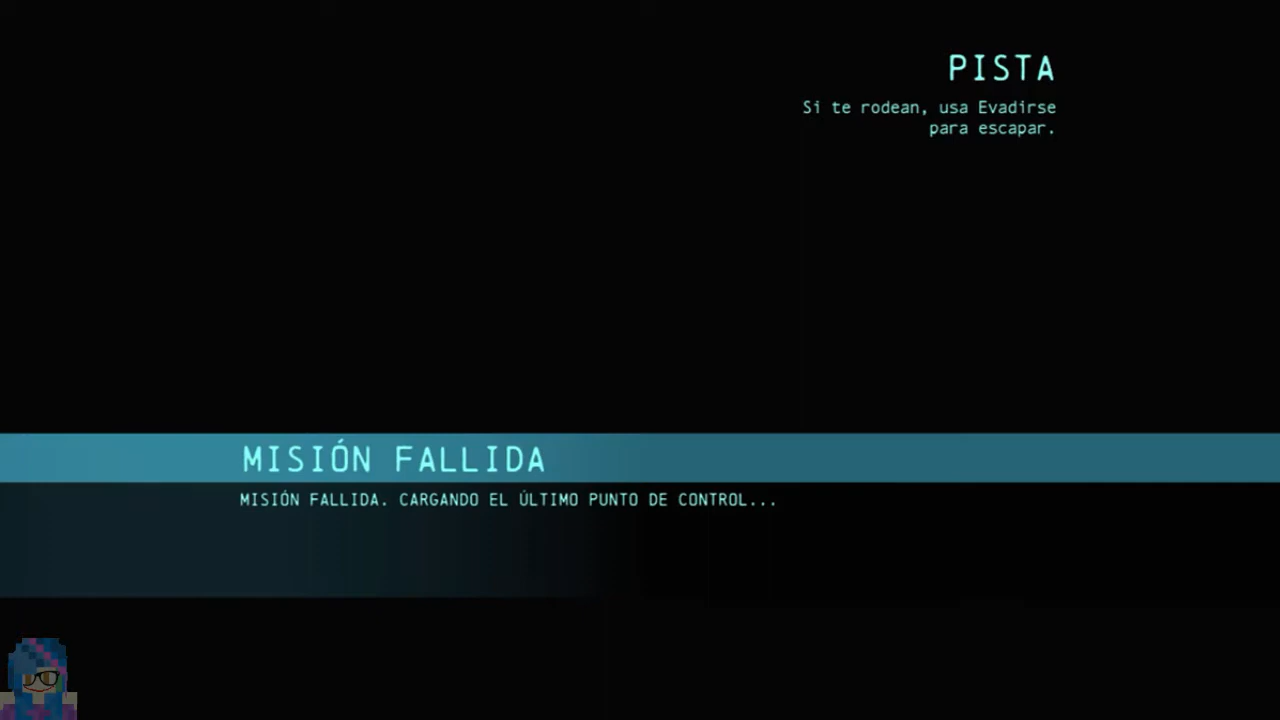 PISTA
Si te rodean, usa Evadirse
para escapar.
MISIÓN FALLIDA
MISIÓN FALLIDA. CARGANDO EL ÚLTIMO PUNTO DE CONTROL...